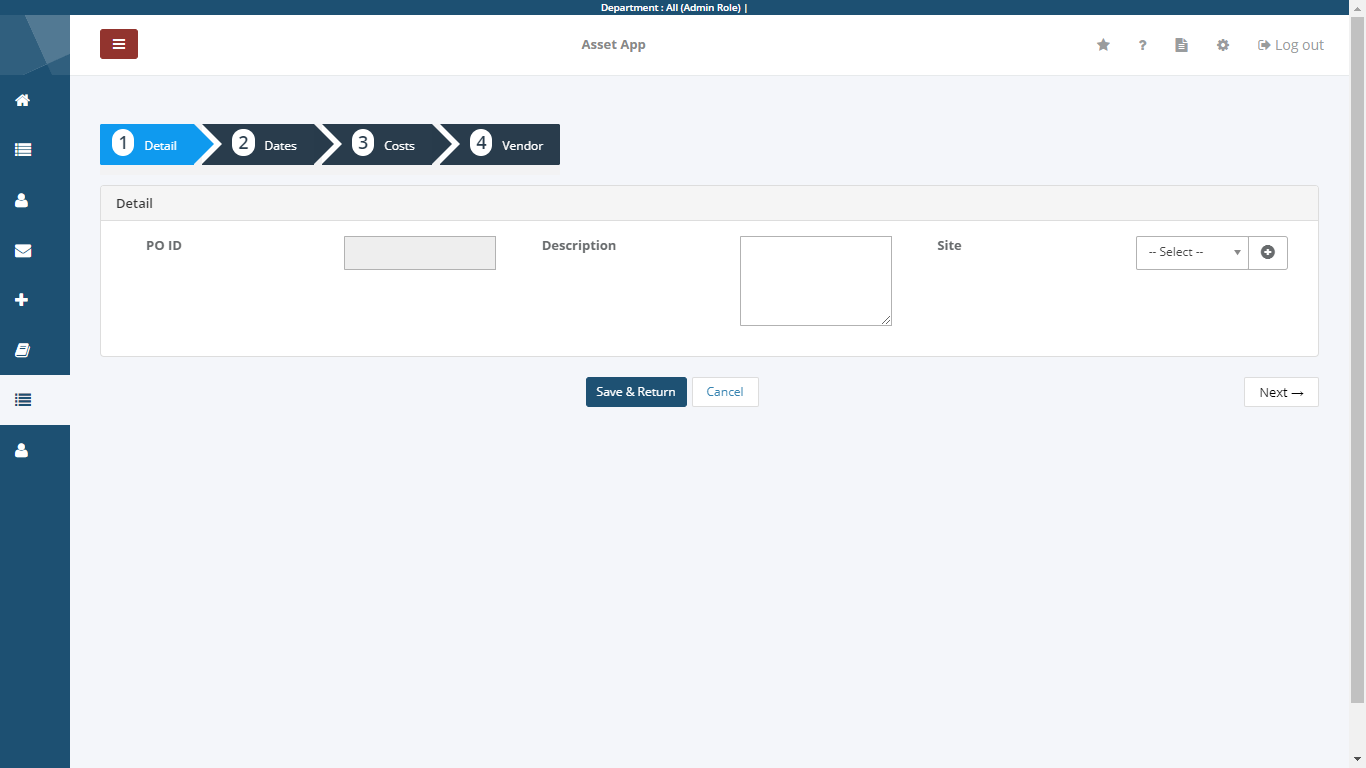 Department : All (Admin Role) |
Asset App
?
Log out
1 Detail
2 Dates
3 Costs
4 Vendor
Detail
PO ID
Description
Site
-- Select --
Save & Return
Cancel
Next →